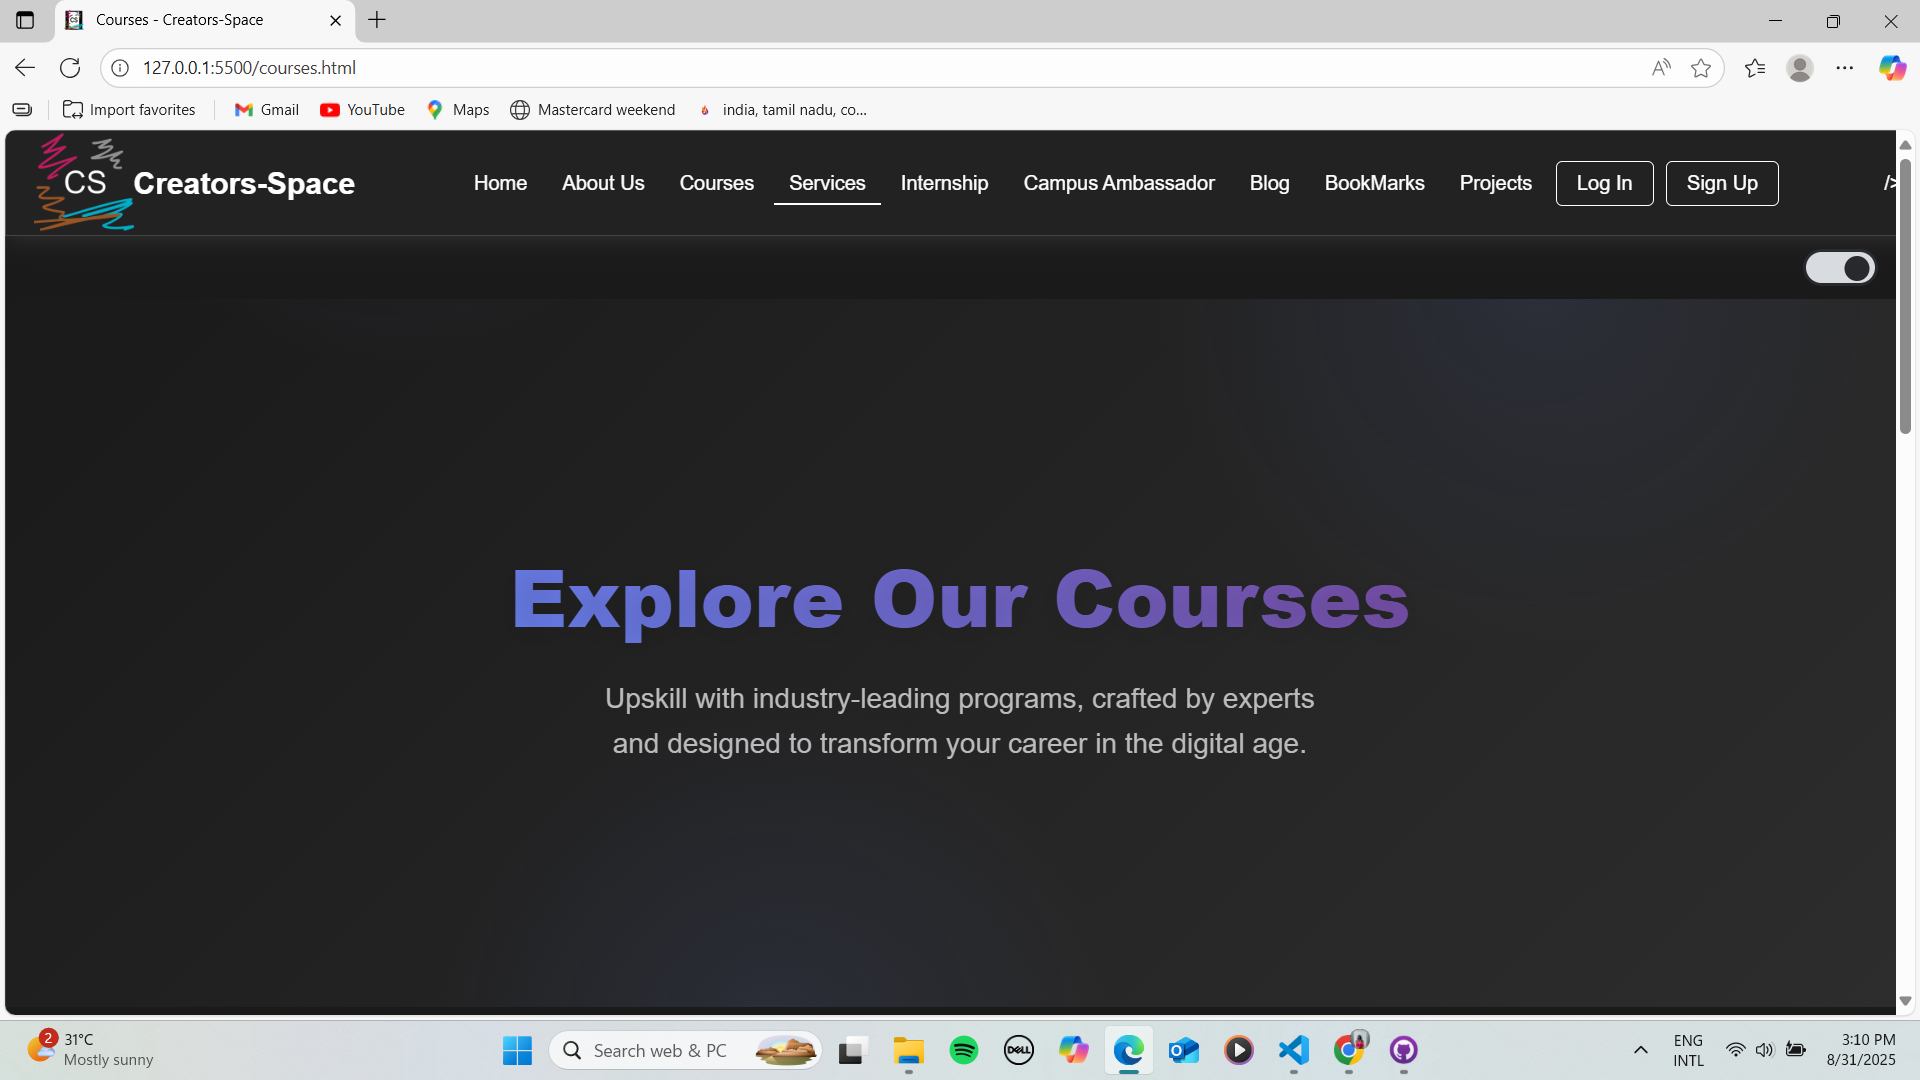 Courses - Creators-Space
127.0.0.1:5500/courses.html
Import favorites
Gmail
YouTube
Maps
Mastercard weekend
india, tamil nadu, co...
CS
Creators-Space
Home
About Us
Courses
Services
Internship
Campus Ambassador
Blog
BookMarks
Projects
Log In
Sign Up
/>
Explore Our Courses
Upskill with industry-leading programs, crafted by experts
and designed to transform your career in the digital age.
2
31°C
Mostly sunny
Search web & PC
DELL
ENG
INTL
3:10 PM
8/31/2025